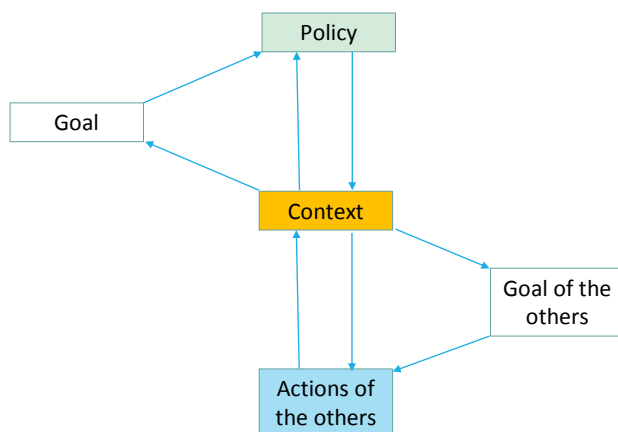 Policy
Goal
Context
Goal of the
others
Actions of
the others